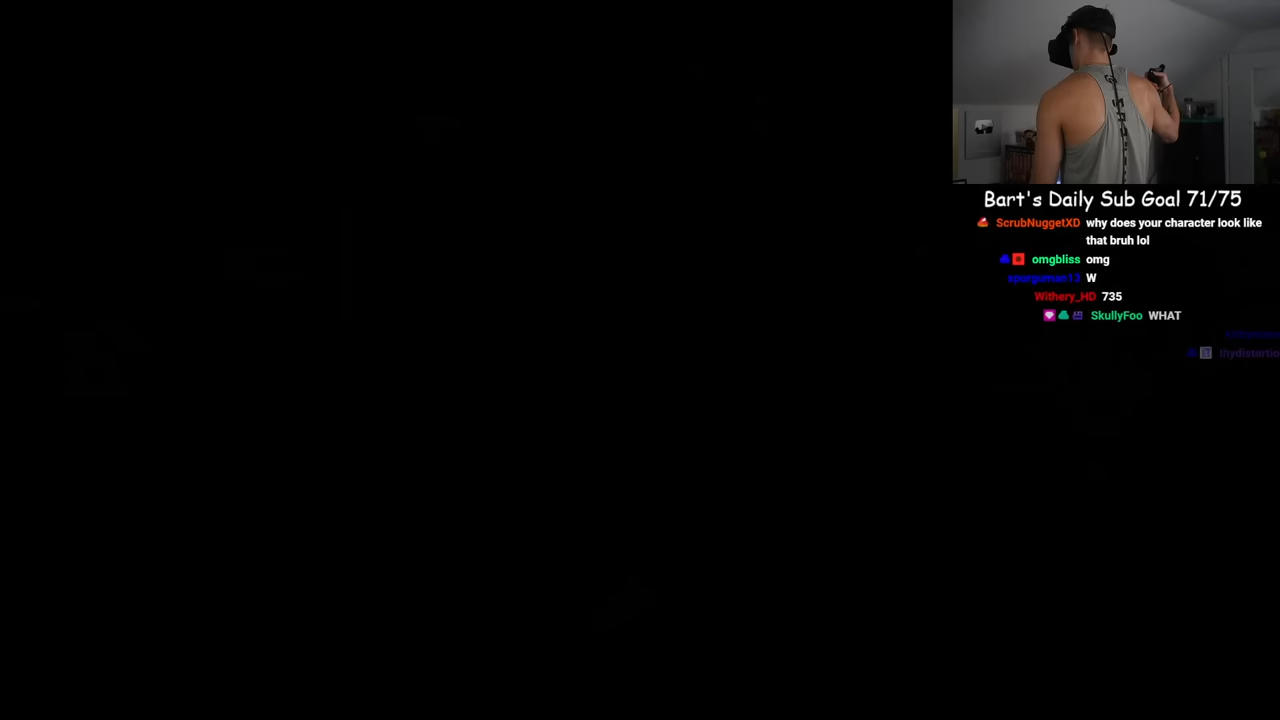 Bart's Daily Sub Goal 71/75
ScrubNuggetXD why does your character look like
that bruh lol
omgbliss omg
W
Withery_HD 735
SkullyFoo WHAT
thydistortio